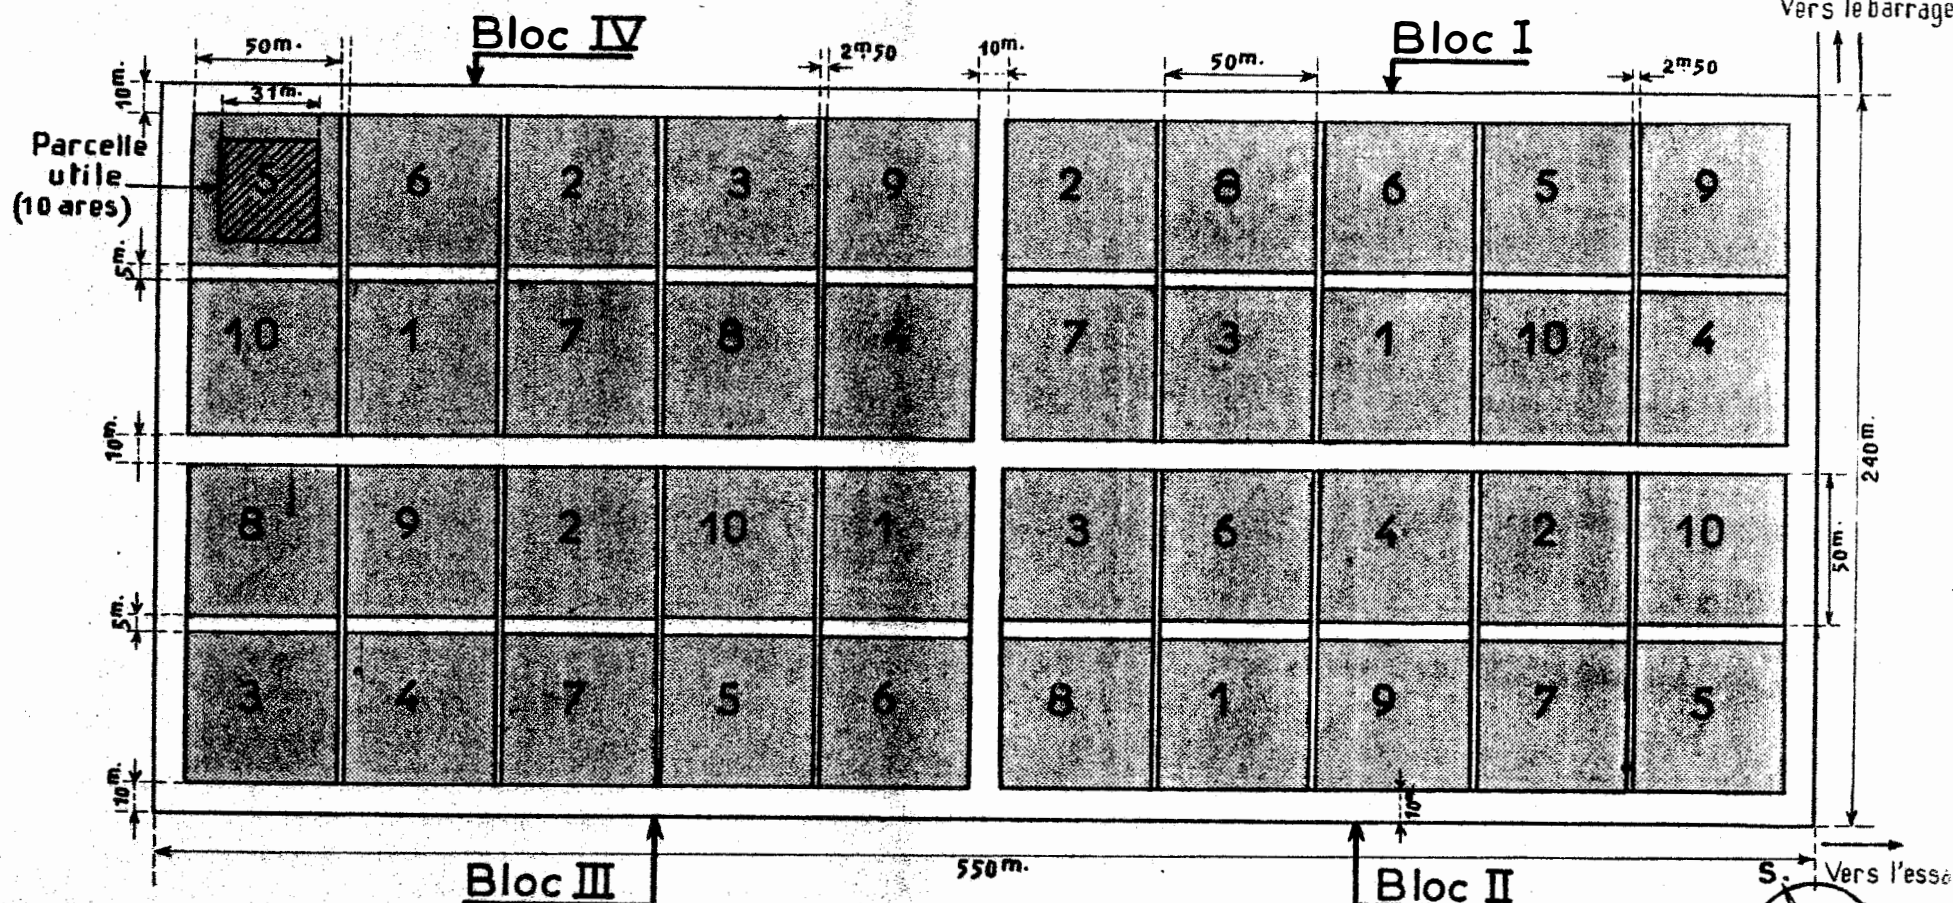 Vers le barrage
Bloc IV
Bloc I
50m.
2m50
10m.
50m.
2m50
10m.
31m.
Parcelle
utile
(10 ares)
5 6 2 3 9 2 8 6 5 9
5m.
10 1 7 8 4 7 3 1 10 4
10m.
240m.
8 9 2 10 1 3 6 4 2 10
50m.
5m.
3 4 7 5 6 8 1 9 7 5
10m.
10m
550m.
Bloc III
Bloc II
S.
Vers l'essa